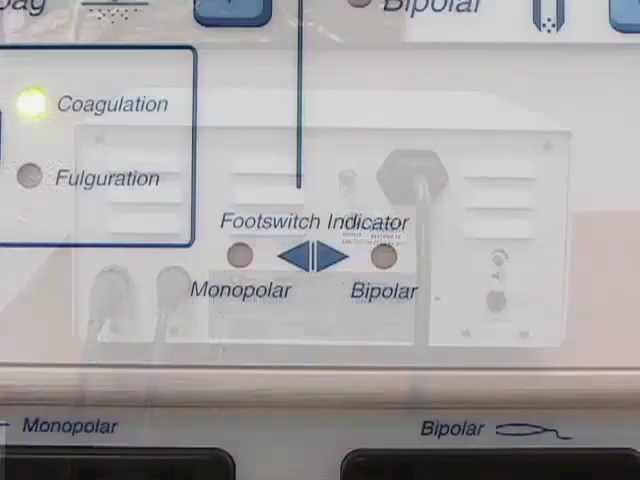 Bipolar
Coagulation
Fulguration
Footswitch Indicator
Monopolar
Bipolar
Monopolar
Bipolar